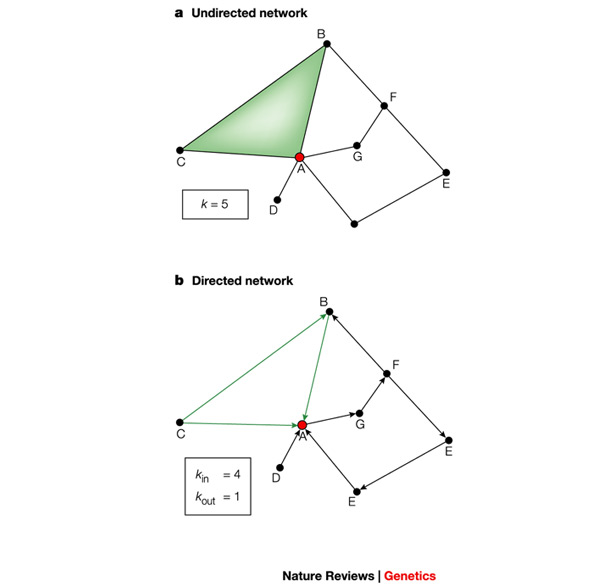 a Undirected network
B
F
C
A
G
E
D
k = 5
b Directed network
B
F
C
A
G
E
D
E
kin = 4
kout = 1
Nature Reviews | Genetics